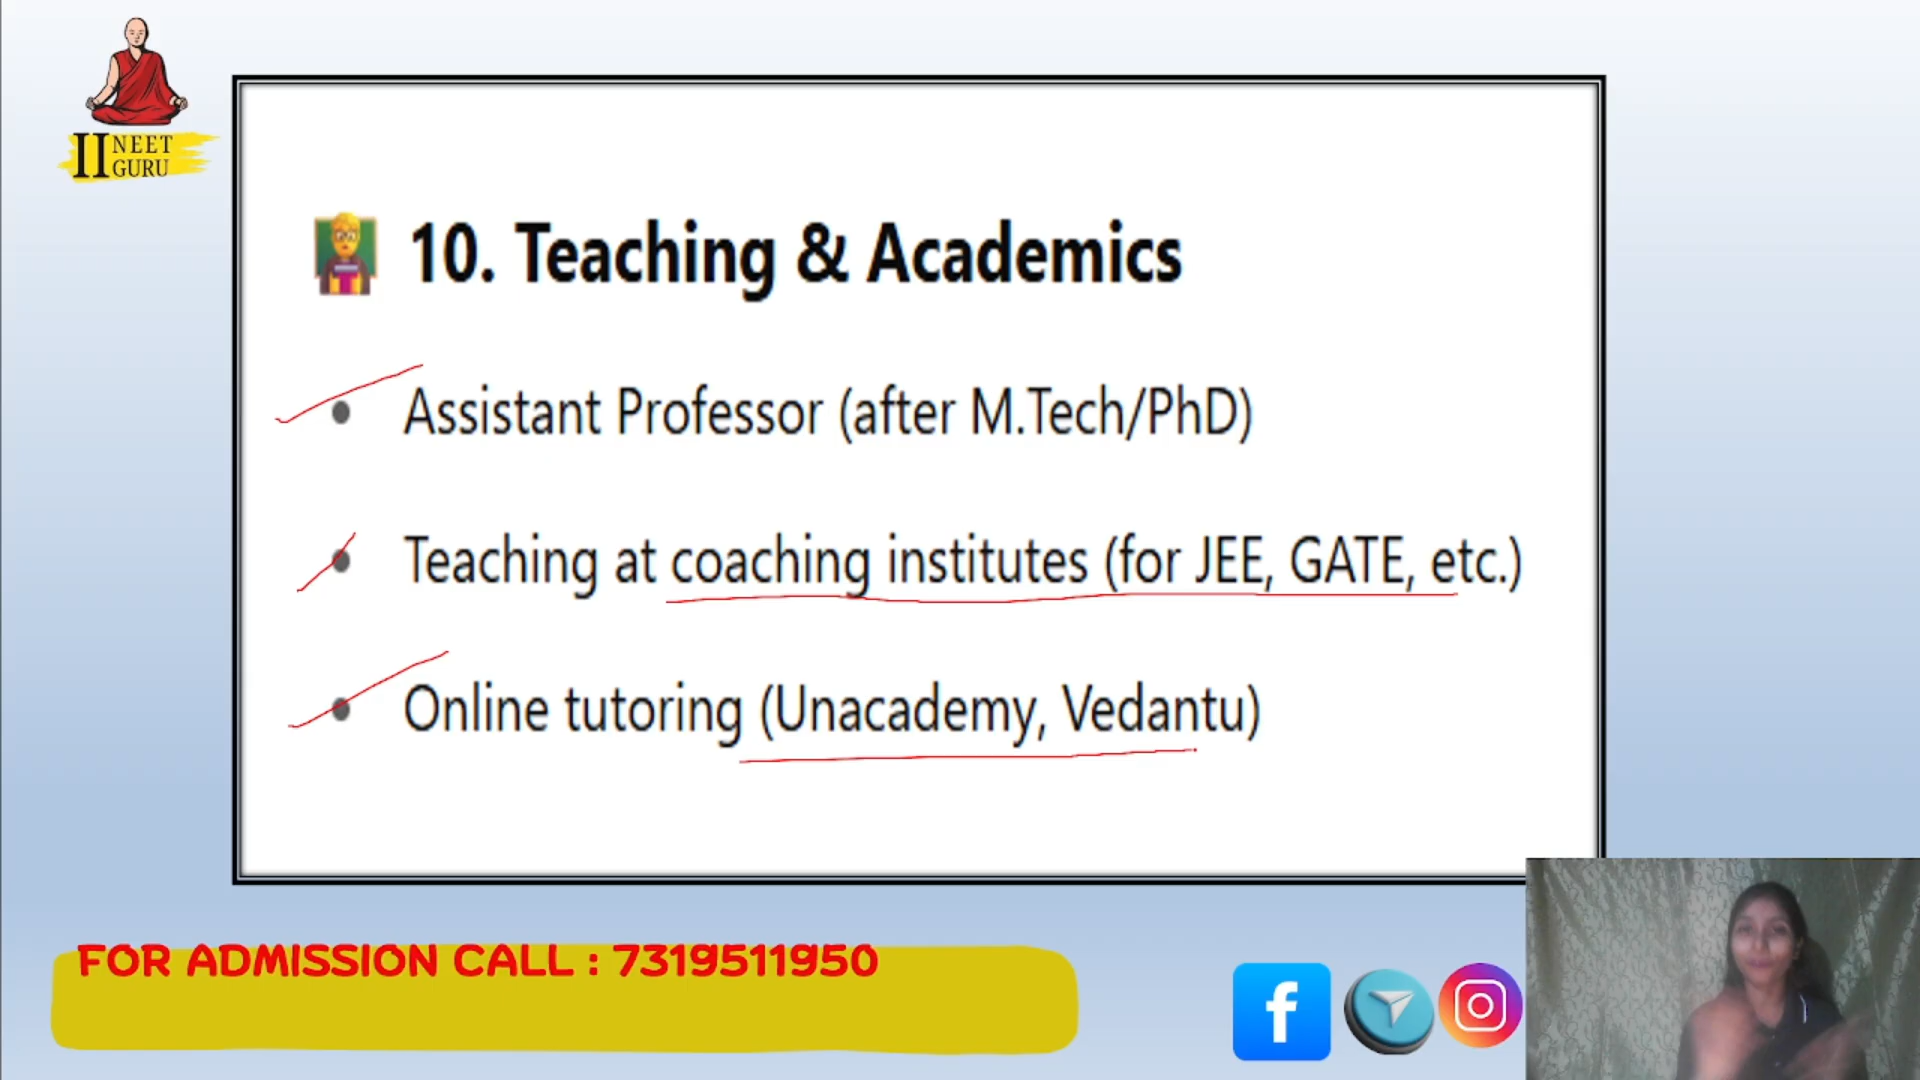 II NEET
GURU
10. Teaching & Academics
• Assistant Professor (after M.Tech/PhD)
• Teaching at coaching institutes (for JEE, GATE, etc.)
• Online tutoring (Unacademy, Vedantu)
FOR ADMISSION CALL : 7319511950